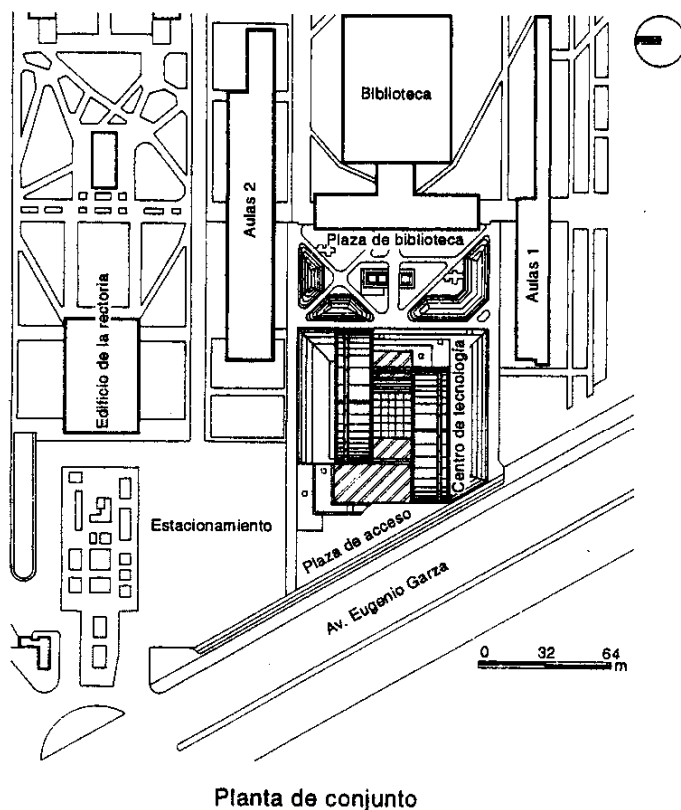 Biblioteca
Aulas 2
Plaza de biblioteca
Aulas 1
Edificio de la rectoría
Centro de tecnología
Estacionamiento
Plaza de acceso
Av. Eugenio Garza
0 32 64
m
Planta de conjunto